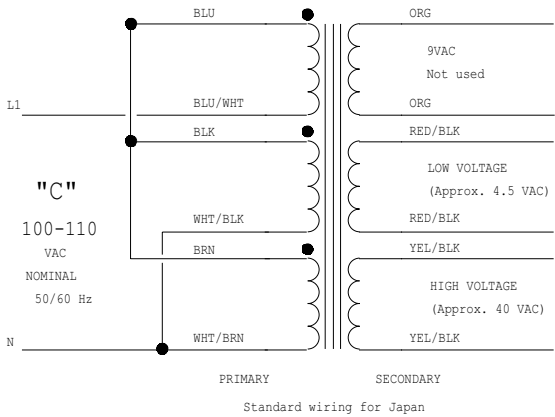 BLU
ORG
9VAC
Not used
L1
BLU/WHT
ORG
BLK
RED/BLK
LOW VOLTAGE
(Approx. 4.5 VAC)
"C"
100-110
VAC
NOMINAL
50/60 Hz
WHT/BLK
RED/BLK
BRN
YEL/BLK
HIGH VOLTAGE
(Approx. 40 VAC)
N
WHT/BRN
YEL/BLK
PRIMARY
SECONDARY
Standard wiring for Japan